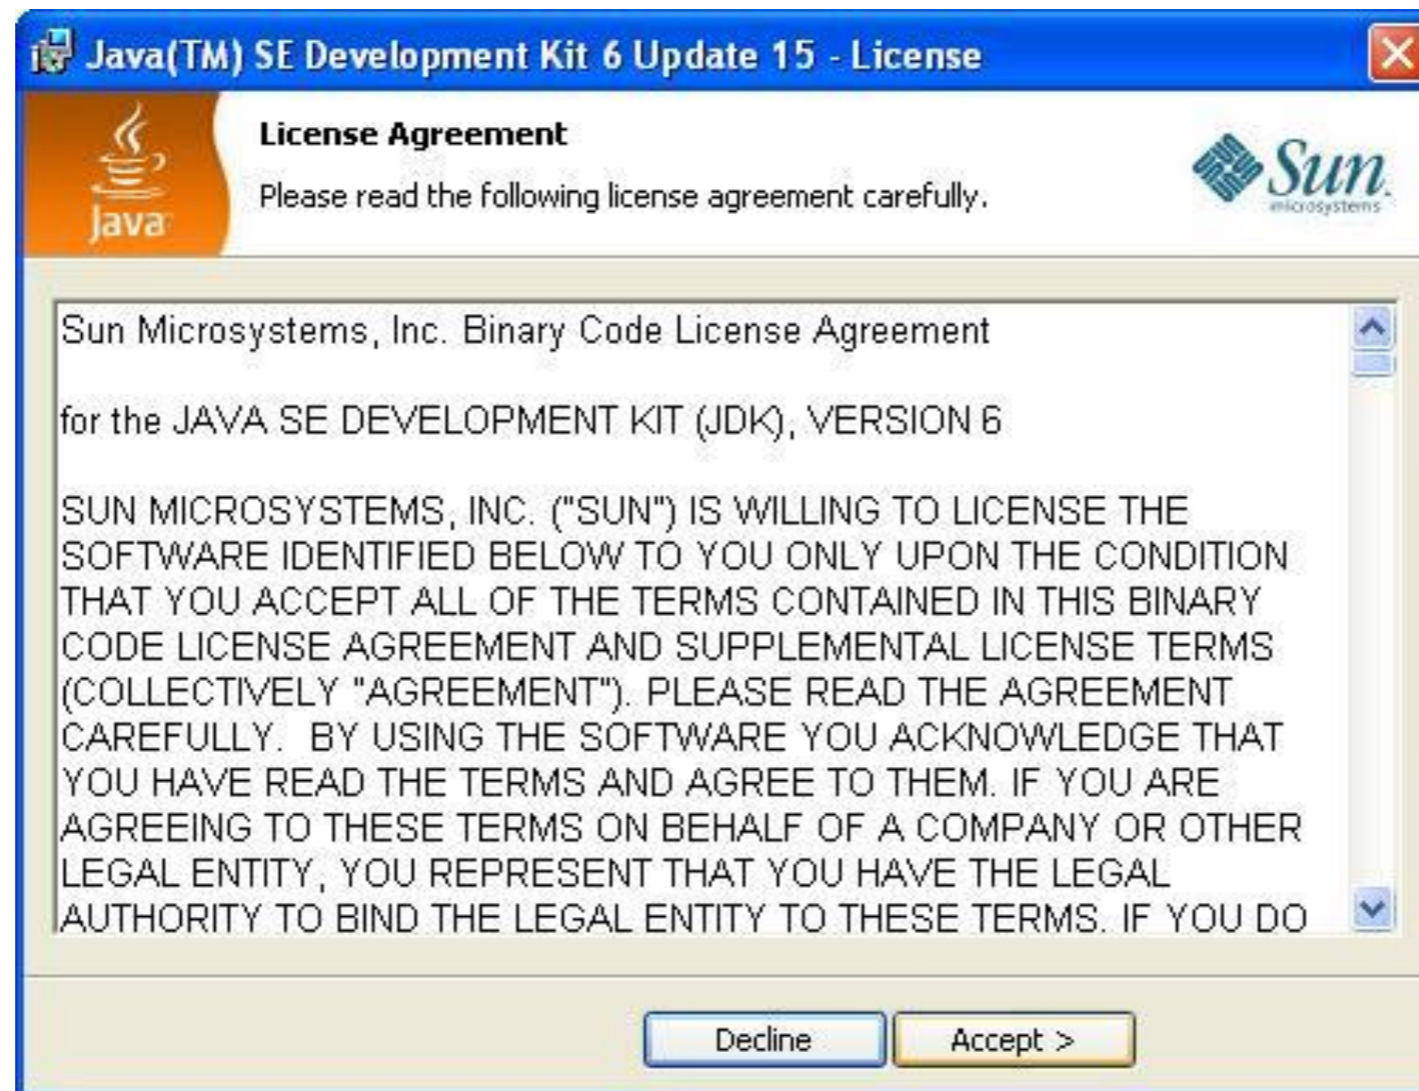 Java(TM) SE Development Kit 6 Update 15 - License
License Agreement
Please read the following license agreement carefully.
Java
Sun
microsystems
Sun Microsystems, Inc. Binary Code License Agreement
for the JAVA SE DEVELOPMENT KIT (JDK), VERSION 6
SUN MICROSYSTEMS, INC. ("SUN") IS WILLING TO LICENSE THE
SOFTWARE IDENTIFIED BELOW TO YOU ONLY UPON THE CONDITION
THAT YOU ACCEPT ALL OF THE TERMS CONTAINED IN THIS BINARY
CODE LICENSE AGREEMENT AND SUPPLEMENTAL LICENSE TERMS
(COLLECTIVELY "AGREEMENT"). PLEASE READ THE AGREEMENT
CAREFULLY.  BY USING THE SOFTWARE YOU ACKNOWLEDGE THAT
YOU HAVE READ THE TERMS AND AGREE TO THEM. IF YOU ARE
AGREEING TO THESE TERMS ON BEHALF OF A COMPANY OR OTHER
LEGAL ENTITY, YOU REPRESENT THAT YOU HAVE THE LEGAL
AUTHORITY TO BIND THE LEGAL ENTITY TO THESE TERMS. IF YOU DO
Decline
Accept >